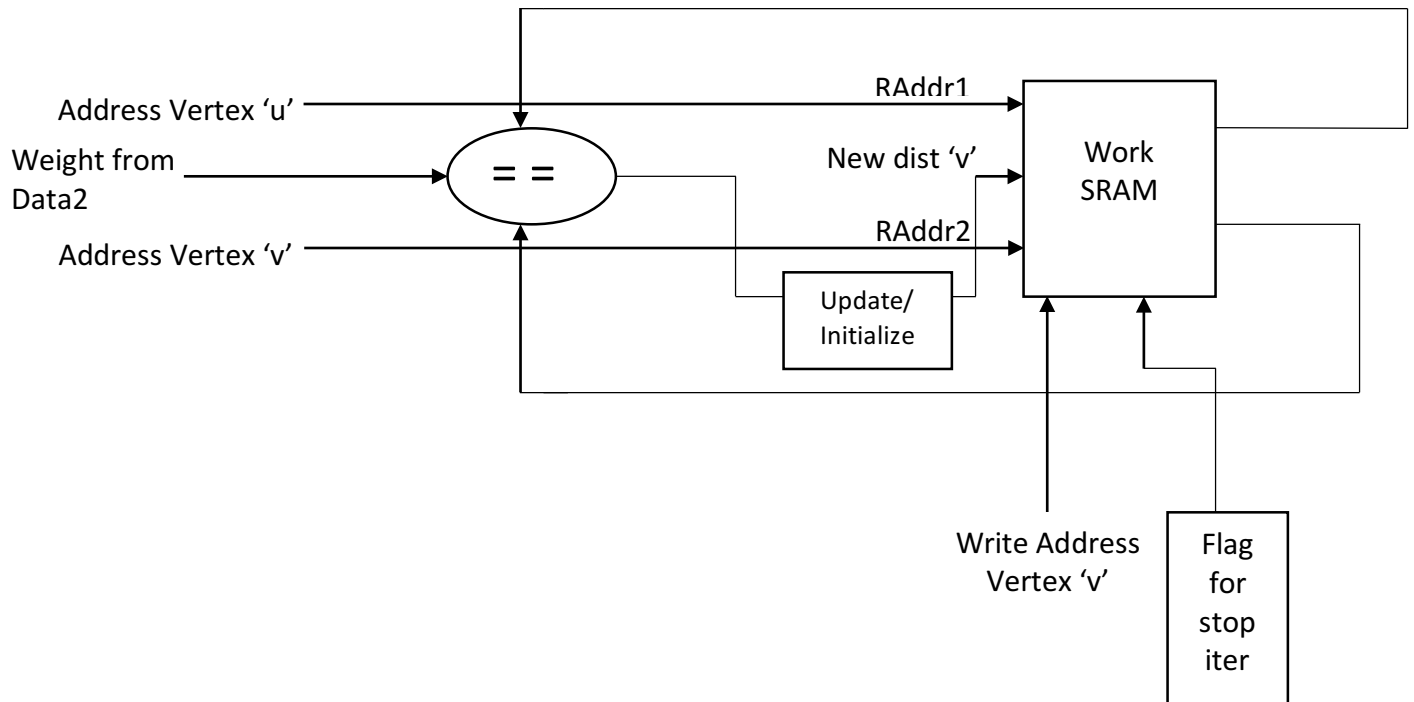 RAddr1
Address Vertex ‘u’
Weight from
Data2
= =
New dist ‘v’
Work
SRAM
RAddr2
Address Vertex ‘v’
Update/
Initialize
Write Address
Vertex ‘v’
Flag
for
stop
iter